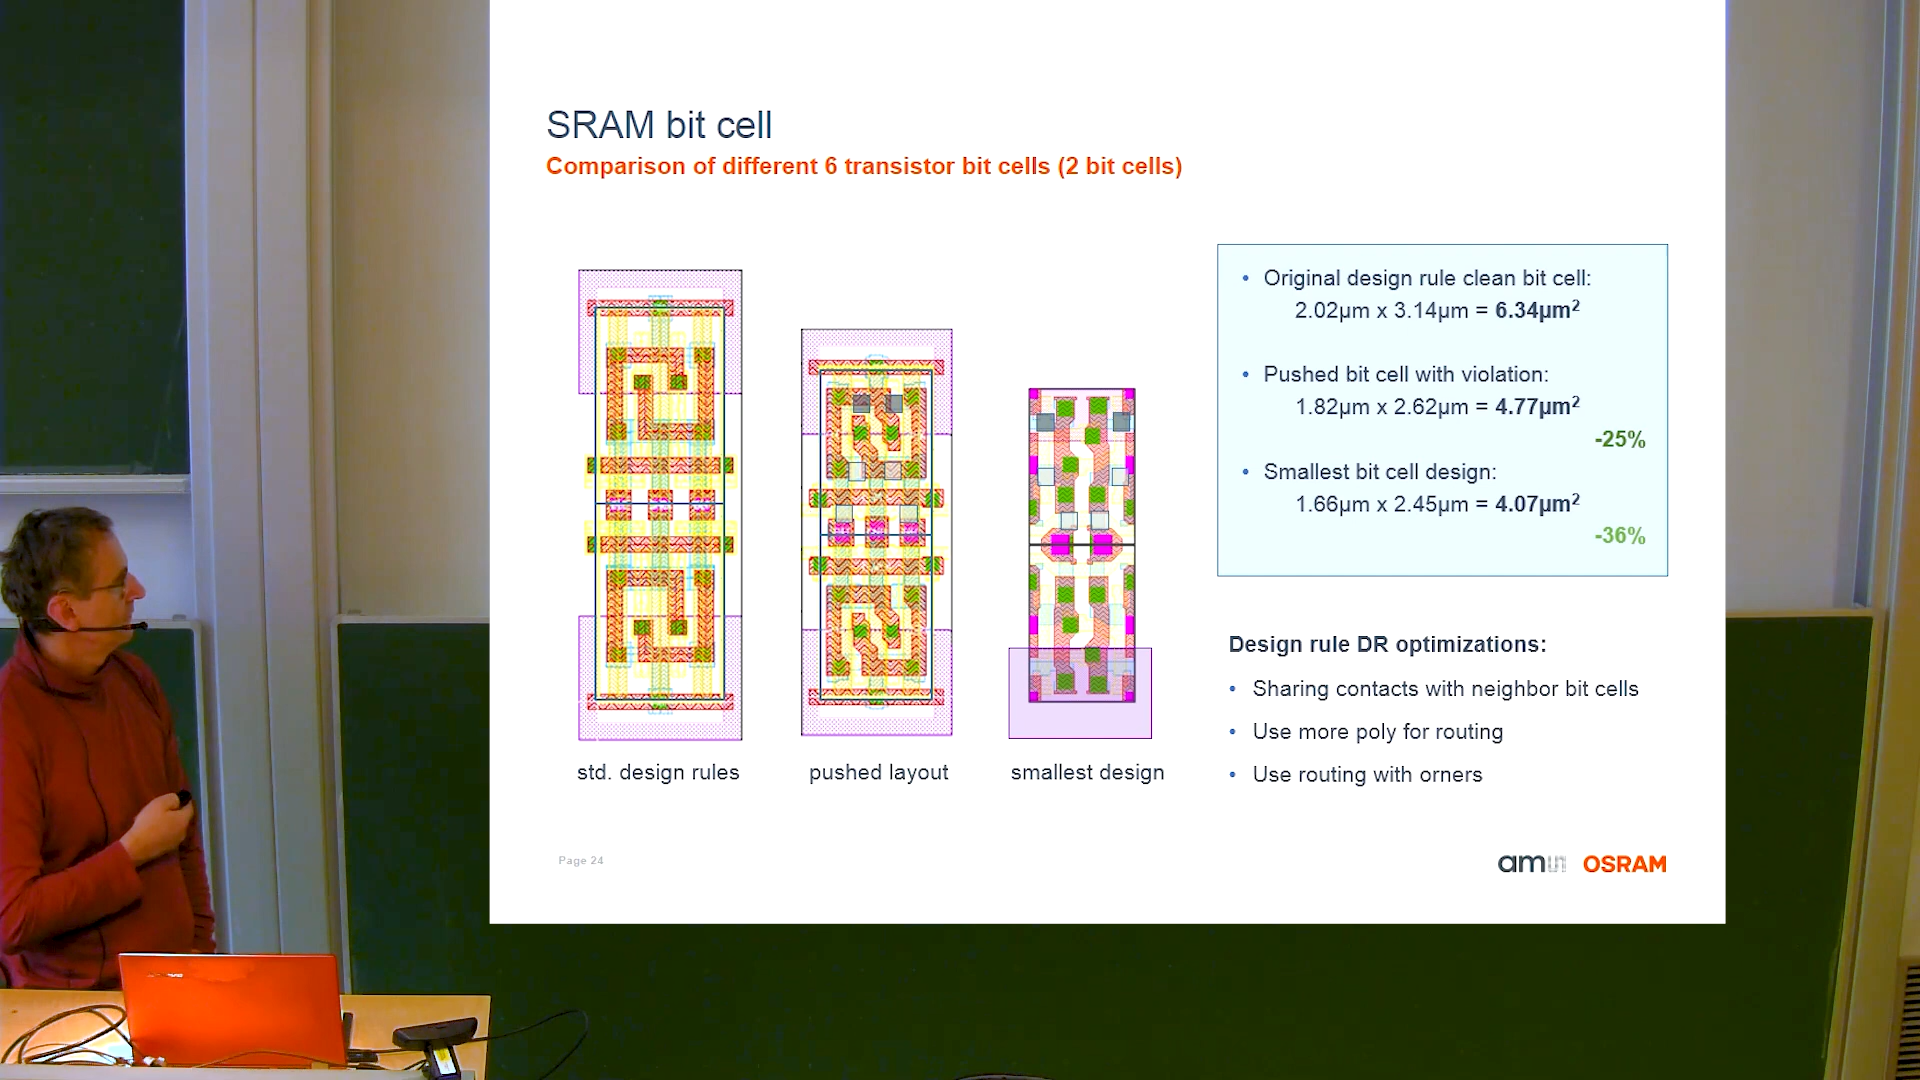 SRAM bit cell
Comparison of different 6 transistor bit cells (2 bit cells)
• Original design rule clean bit cell:
2.02µm x 3.14µm = 6.34µm²
• Pushed bit cell with violation:
1.82µm x 2.62µm = 4.77µm²
-25%
• Smallest bit cell design:
1.66µm x 2.45µm = 4.07µm²
-36%
Design rule DR optimizations:
• Sharing contacts with neighbor bit cells
• Use more poly for routing
• Use routing with orners
std. design rules
pushed layout
smallest design
Page 24
am OSRAM